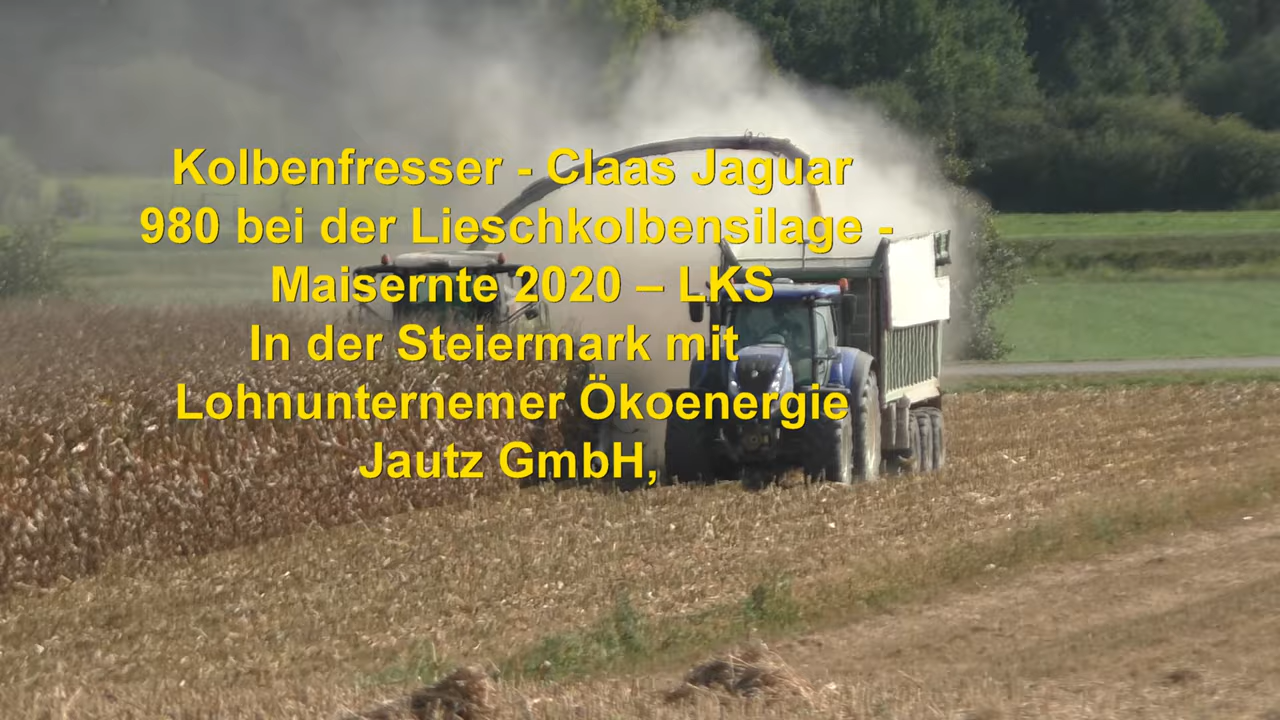 Kolbenfresser - Claas Jaguar
980 bei der Lieschkolbensilage -
Maisernte 2020 – LKS
In der Steiermark mit
Lohnunternemer Ökoenergie
Jautz GmbH,